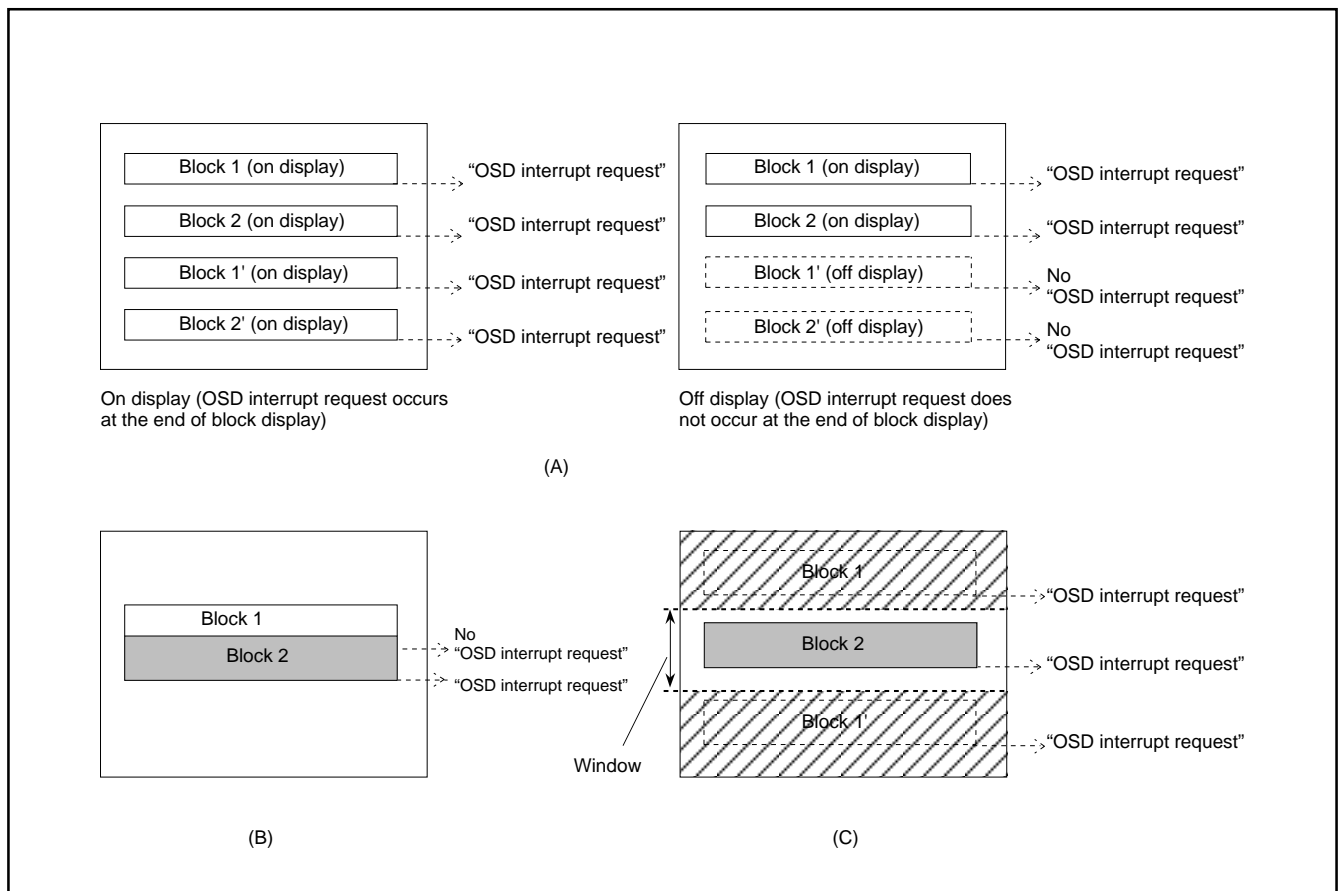 Block 1 (on display)
“OSD interrupt request”
Block 2 (on display)
“OSD interrupt request”
Block 1' (on display)
“OSD interrupt request”
Block 2' (on display)
“OSD interrupt request”
On display (OSD interrupt request occurs
at the end of block display)
Block 1 (on display)
“OSD interrupt request”
Block 2 (on display)
“OSD interrupt request”
Block 1' (off display)
No
“OSD interrupt request”
Block 2' (off display)
No
“OSD interrupt request”
Off display (OSD interrupt request does
not occur at the end of block display)
(A)
Block 1
Block 2
No
“OSD interrupt request”
“OSD interrupt request”
(B)
Block 1
“OSD interrupt request”
Block 2
“OSD interrupt request”
Block 1'
“OSD interrupt request”
Window
(C)